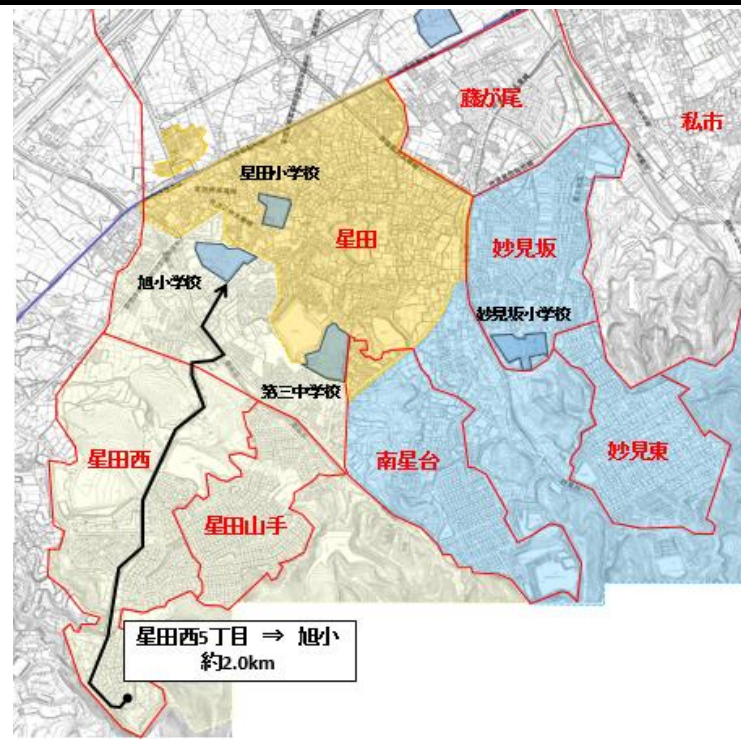 藤が尾
私市
星田小学校
星田
妙見坂
旭小学校
妙見坂小学校
第三中学校
星田西
南星台
妙見東
星田山手
星田西5丁目 ⇒ 旭小
約2.0km